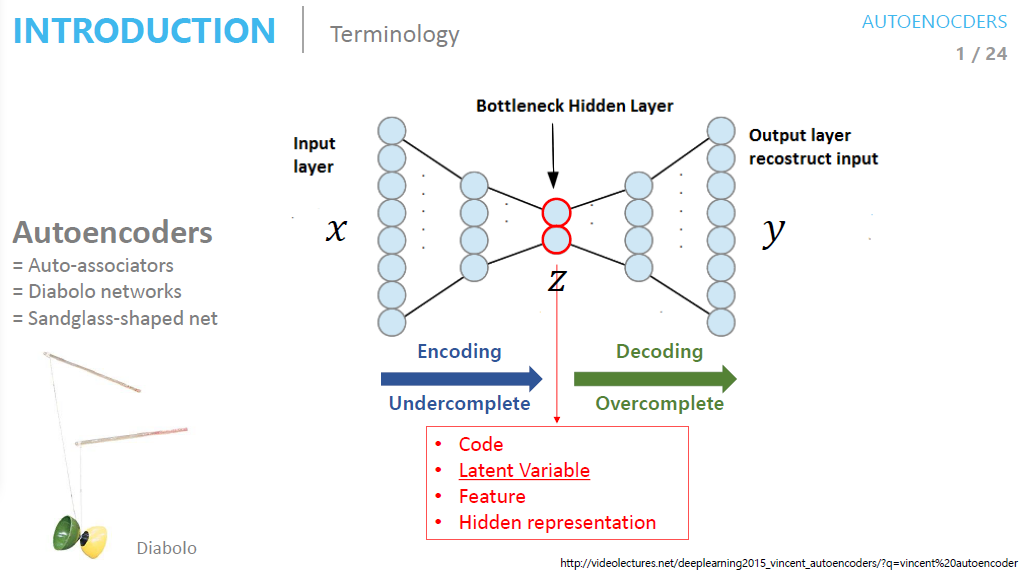 INTRODUCTION
Terminology
AUTOENOCDERS
1 / 24
Bottleneck Hidden Layer
Input
layer
Output layer
recostruct input
x
y
z
Autoencoders
= Auto-associators
= Diabolo networks
= Sandglass-shaped net
Encoding
Undercomplete
Decoding
Overcomplete
• Code
• Latent Variable
• Feature
• Hidden representation
Diabolo
http://videolectures.net/deeplearning2015_vincent_autoencoders/?q=vincent%20autoencoder